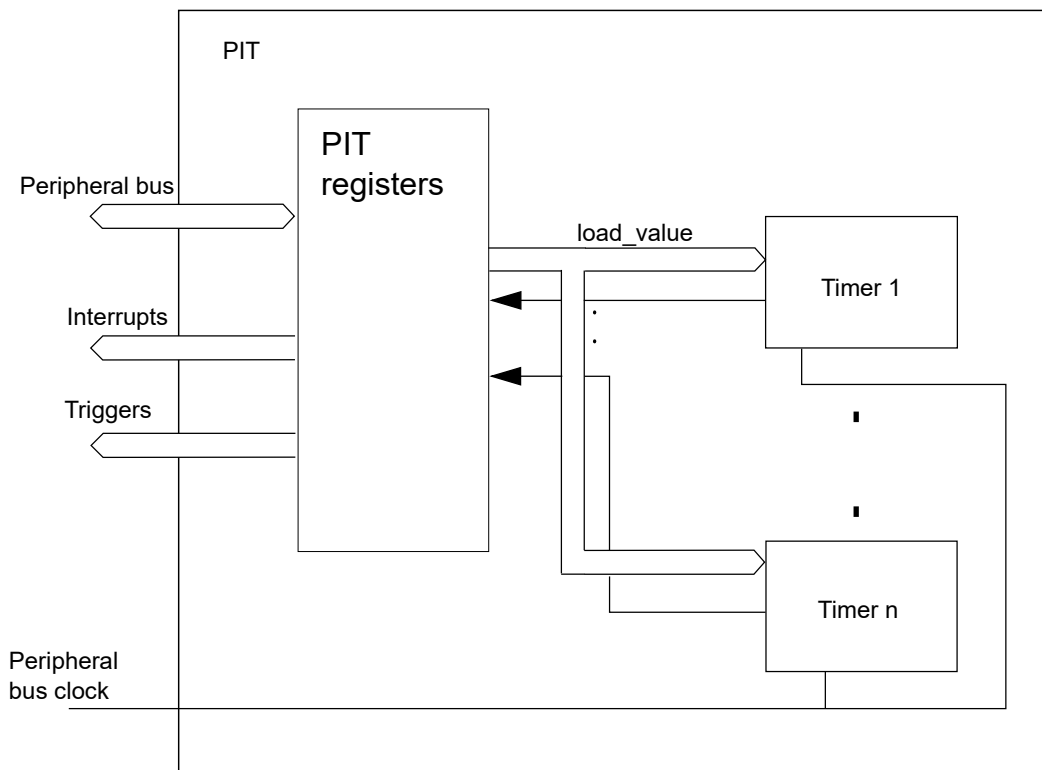 PIT
PIT
registers
Peripheral bus
load_value
Timer 1
Interrupts
Triggers
Timer n
Peripheral
bus clock